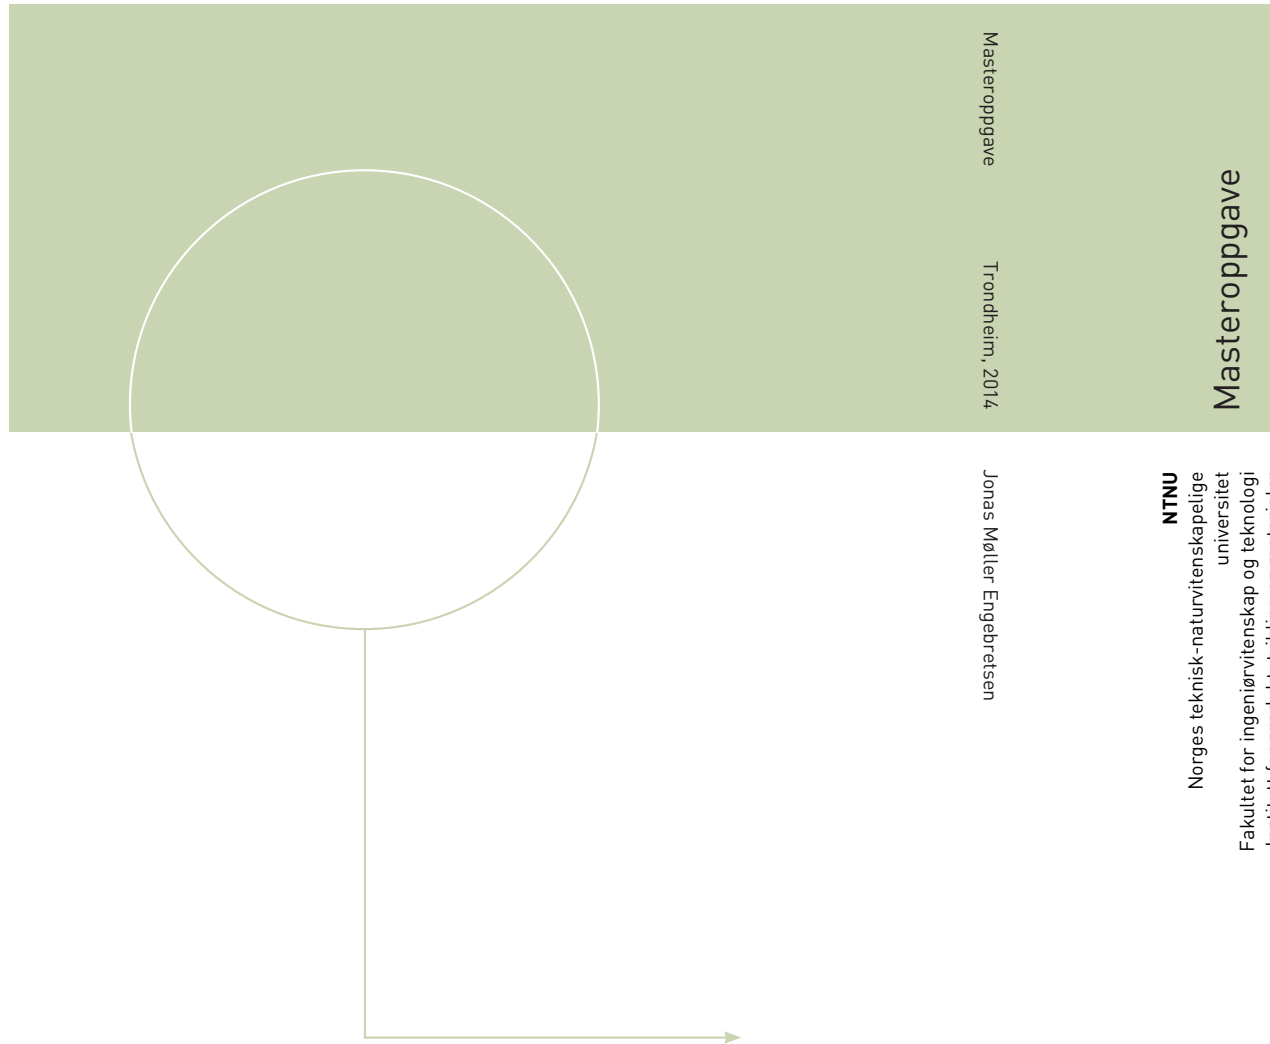 Masteroppgave
Trondheim, 2014
Jonas Møller Engebretsen
Masteroppgave
NTNU
Norges teknisk-naturvitenskapelige
universitet
Fakultet for ingeniørvitenskap og teknologi